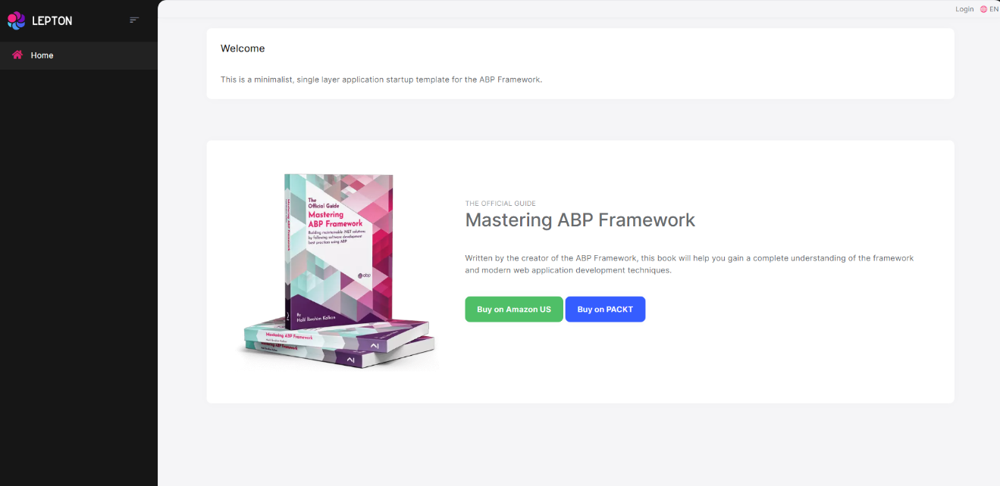 LEPTON
Home
Login EN
Welcome
This is a minimalist, single layer application startup template for the ABP Framework.
The
Official Guide
Mastering
ABP Framework
Building maintainable .NET solutions
by following software development
best practices using ABP
abp
By
Halil Ibrahim Kalkan
Mastering ABP Framework
Mastering ABP Framework
Mastering ABP Framework
THE OFFICIAL GUIDE
Mastering ABP Framework
Written by the creator of the ABP Framework, this book will help you gain a complete understanding of the framework
and modern web application development techniques.
Buy on Amazon US
Buy on PACKT